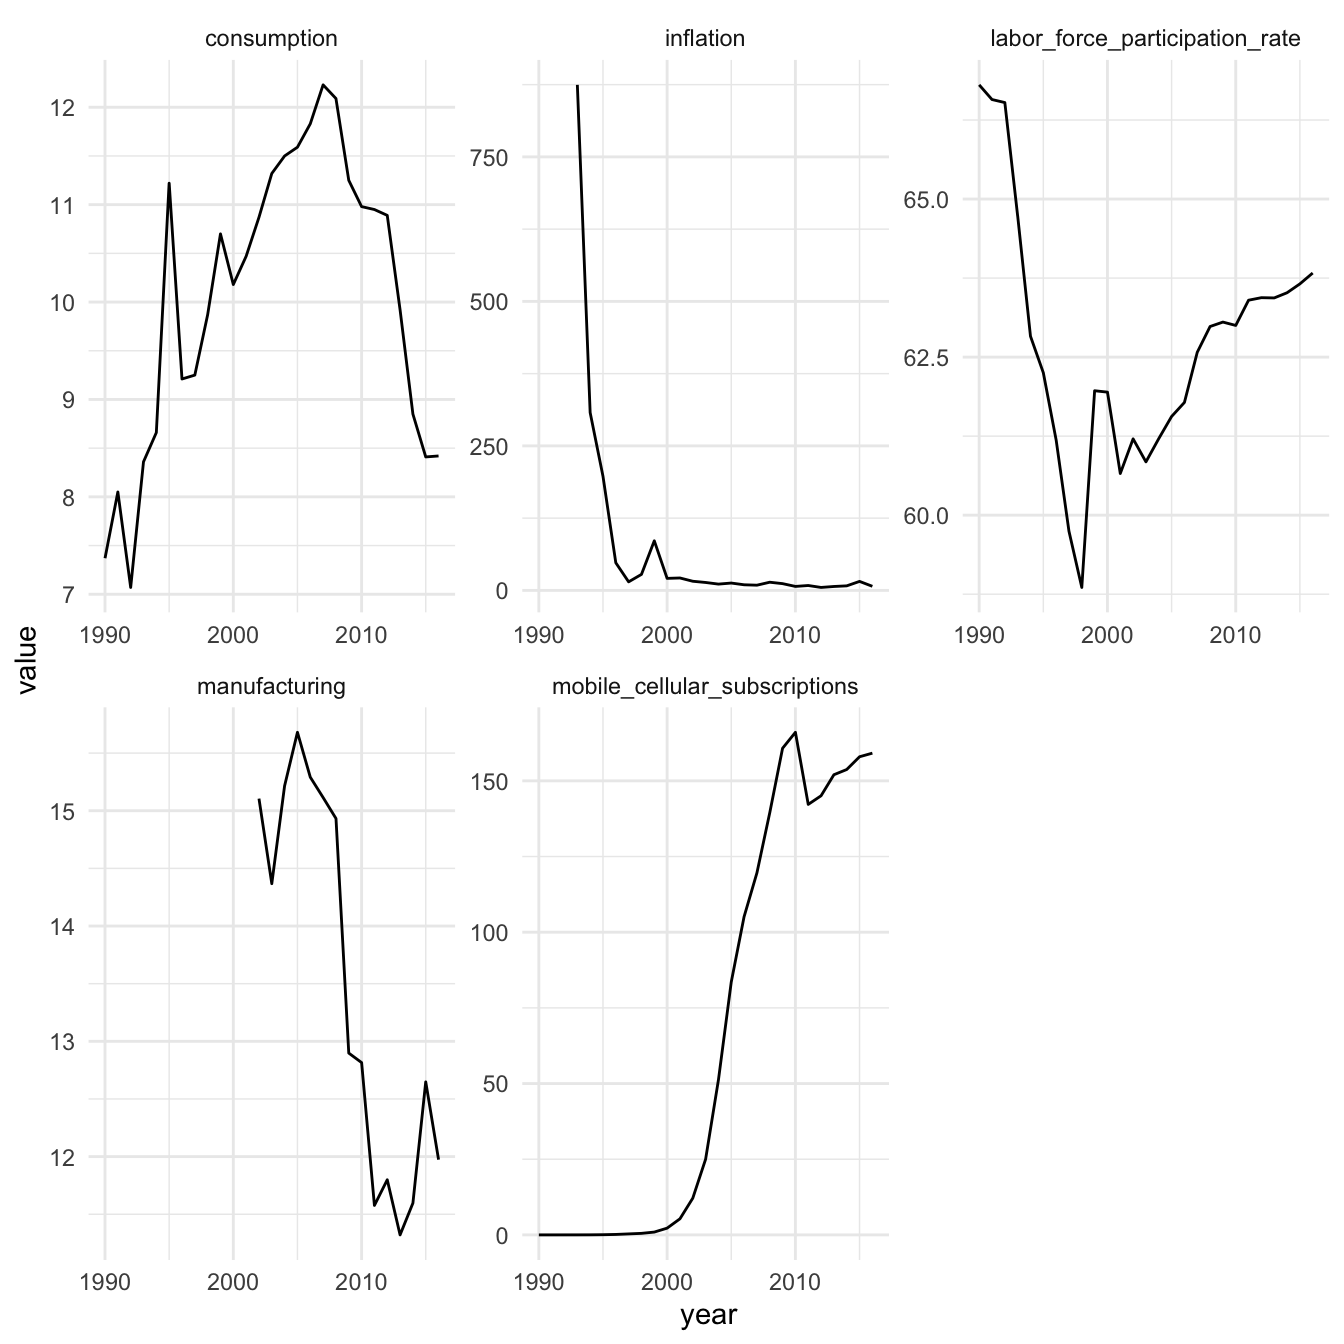 consumption
inflation
labor_force_participation_rate
12
11
10
9
8
7
750
500
250
0
65.0
62.5
60.0
1990 2000 2010
1990 2000 2010
1990 2000 2010
value
manufacturing
mobile_cellular_subscriptions
15
14
13
12
150
100
50
0
1990 2000 2010
1990 2000 2010
year